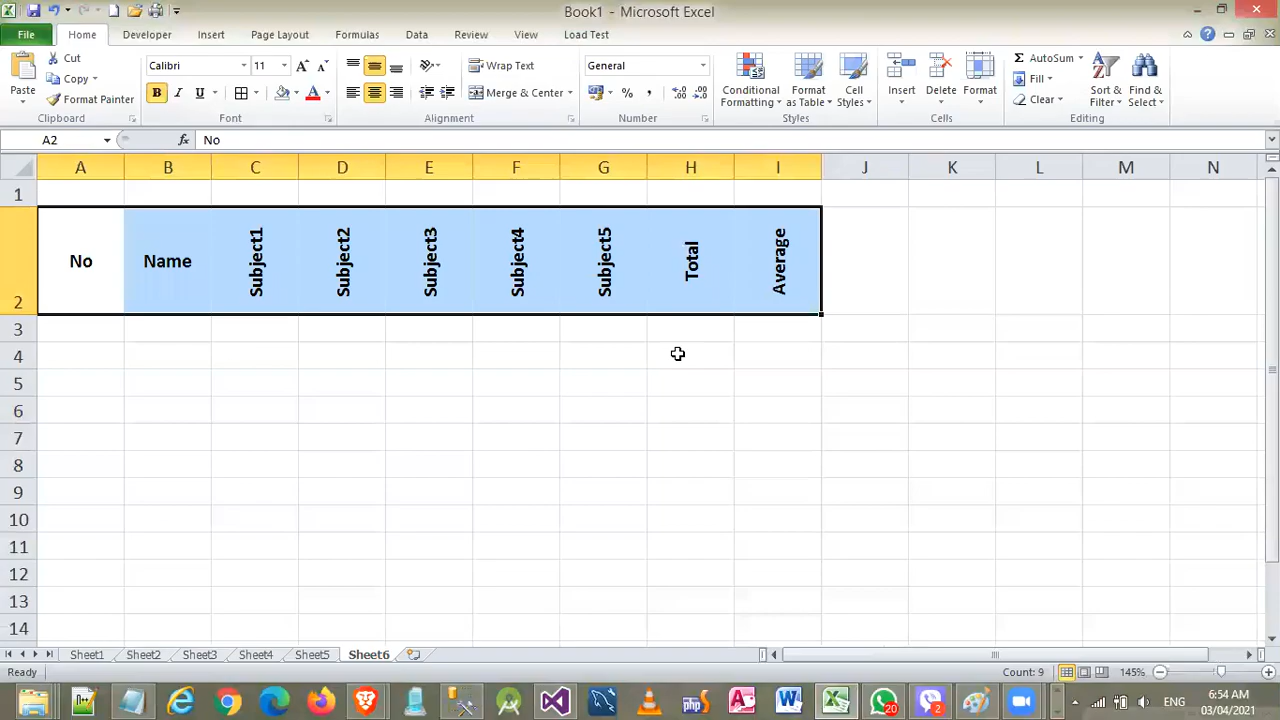 Book1 - Microsoft Excel
File Home Developer Insert Page Layout Formulas Data Review View Load Test
Paste
Cut
Copy
Format Painter
Clipboard
Calibri 11
B I U
A
Font
Wrap Text
Merge & Center
Alignment
General
% ,
Number
Conditional Formatting
Format as Table
Cell Styles
Styles
Insert
Delete
Format
Cells
AutoSum
Fill
Clear
Sort & Filter
Find & Select
Editing
A2 fx No
A B C D E F G H I J K L M N
1
2 No Name Subject1 Subject2 Subject3 Subject4 Subject5 Total Average
3
4
5
6
7
8
9
10
11
12
13
14
Sheet1 Sheet2 Sheet3 Sheet4 Sheet5 Sheet6
Ready Count: 9 145%
20 2 ENG
6:54 AM
03/04/2021